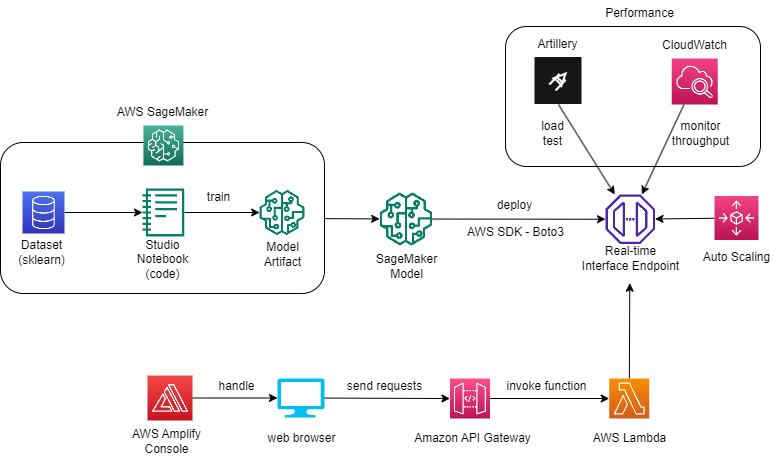 Performance
Artillery
CloudWatch
load
test
monitor
throughput
AWS SageMaker
train
Dataset
(sklearn)
Studio
Notebook
(code)
Model
Artifact
SageMaker
Model
deploy
AWS SDK - Boto3
Real-time
Interface Endpoint
Auto Scaling
handle
send requests
invoke function
AWS Amplify
Console
web browser
Amazon API Gateway
AWS Lambda